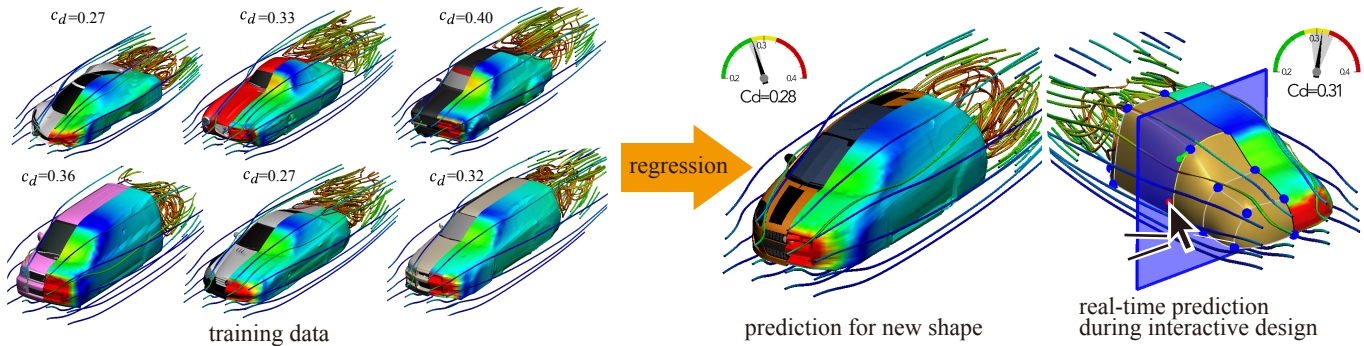 c_d=0.27
c_d=0.33
c_d=0.40
c_d=0.36
c_d=0.27
c_d=0.32
training data
regression
0.2
0.3
0.4
Cd=0.28
prediction for new shape
0.2
0.3
0.4
Cd=0.31
real-time prediction
during interactive design